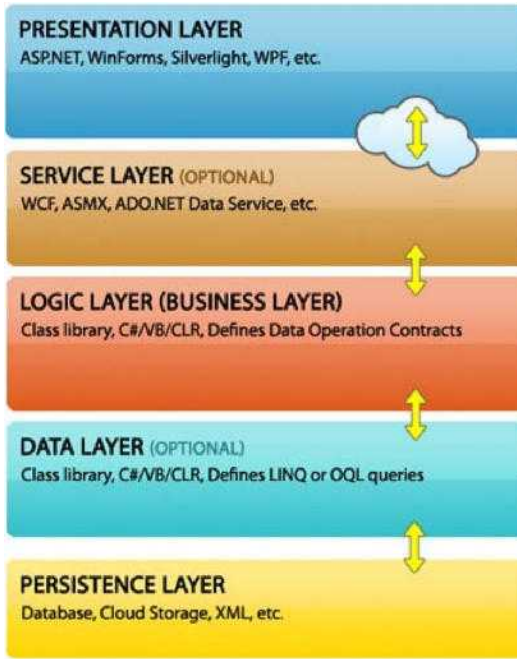 PRESENTATION LAYER
ASP.NET, WinForms, Silverlight, WPF, etc.
SERVICE LAYER (OPTIONAL)
WCF, ASMX, ADO.NET Data Service, etc.
LOGIC LAYER (BUSINESS LAYER)
Class library, C#/VB/CLR, Defines Data Operation Contracts
DATA LAYER (OPTIONAL)
Class library, C#/VB/CLR, Defines LINQ or OQL queries
PERSISTENCE LAYER
Database, Cloud Storage, XML, etc.